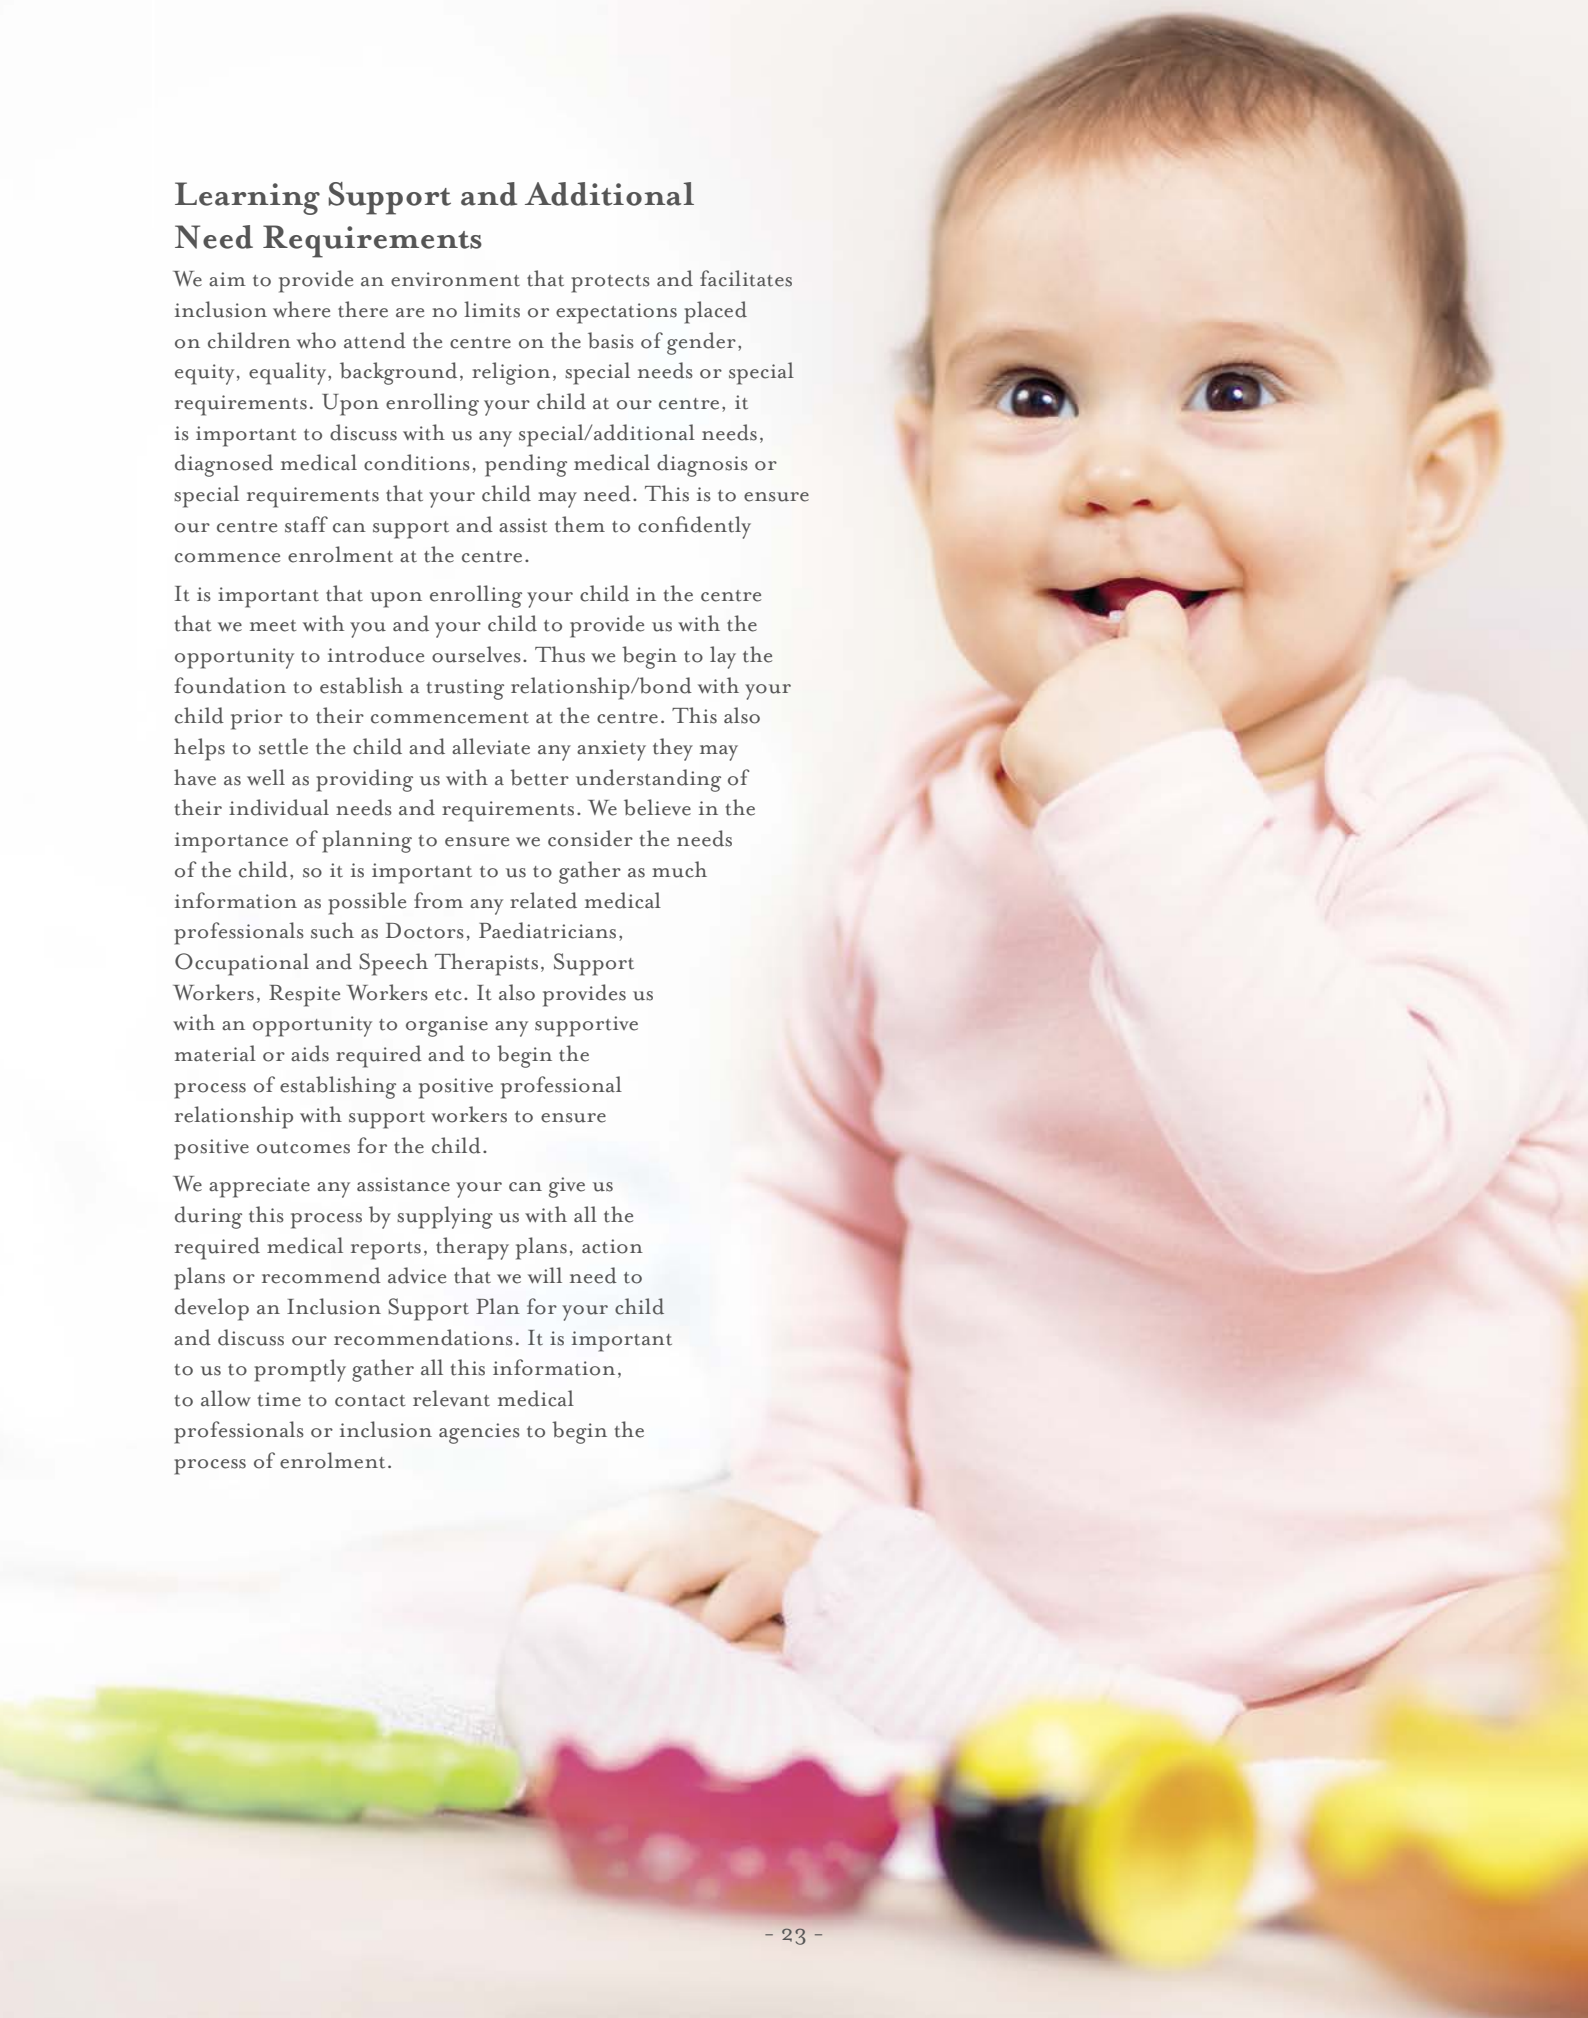 Learning Support and Additional
Need Requirements
We aim to provide an environment that protects and facilitates
inclusion where there are no limits or expectations placed
on children who attend the centre on the basis of gender,
equity, equality, background, religion, special needs or special
requirements. Upon enrolling your child at our centre, it
is important to discuss with us any special/additional needs,
diagnosed medical conditions, pending medical diagnosis or
special requirements that your child may need. This is to ensure
our centre staff can support and assist them to confidently
commence enrolment at the centre.
It is important that upon enrolling your child in the centre
that we meet with you and your child to provide us with the
opportunity to introduce ourselves. Thus we begin to lay the
foundation to establish a trusting relationship/bond with your
child prior to their commencement at the centre. This also
helps to settle the child and alleviate any anxiety they may
have as well as providing us with a better understanding of
their individual needs and requirements. We believe in the
importance of planning to ensure we consider the needs
of the child, so it is important to us to gather as much
information as possible from any related medical
professionals such as Doctors, Paediatricians,
Occupational and Speech Therapists, Support
Workers, Respite Workers etc. It also provides us
with an opportunity to organise any supportive
material or aids required and to begin the
process of establishing a positive professional
relationship with support workers to ensure
positive outcomes for the child.
We appreciate any assistance your can give us
during this process by supplying us with all the
required medical reports, therapy plans, action
plans or recommend advice that we will need to
develop an Inclusion Support Plan for your child
and discuss our recommendations. It is important
to us to promptly gather all this information,
to allow time to contact relevant medical
professionals or inclusion agencies to begin the
process of enrolment.
- 23 -